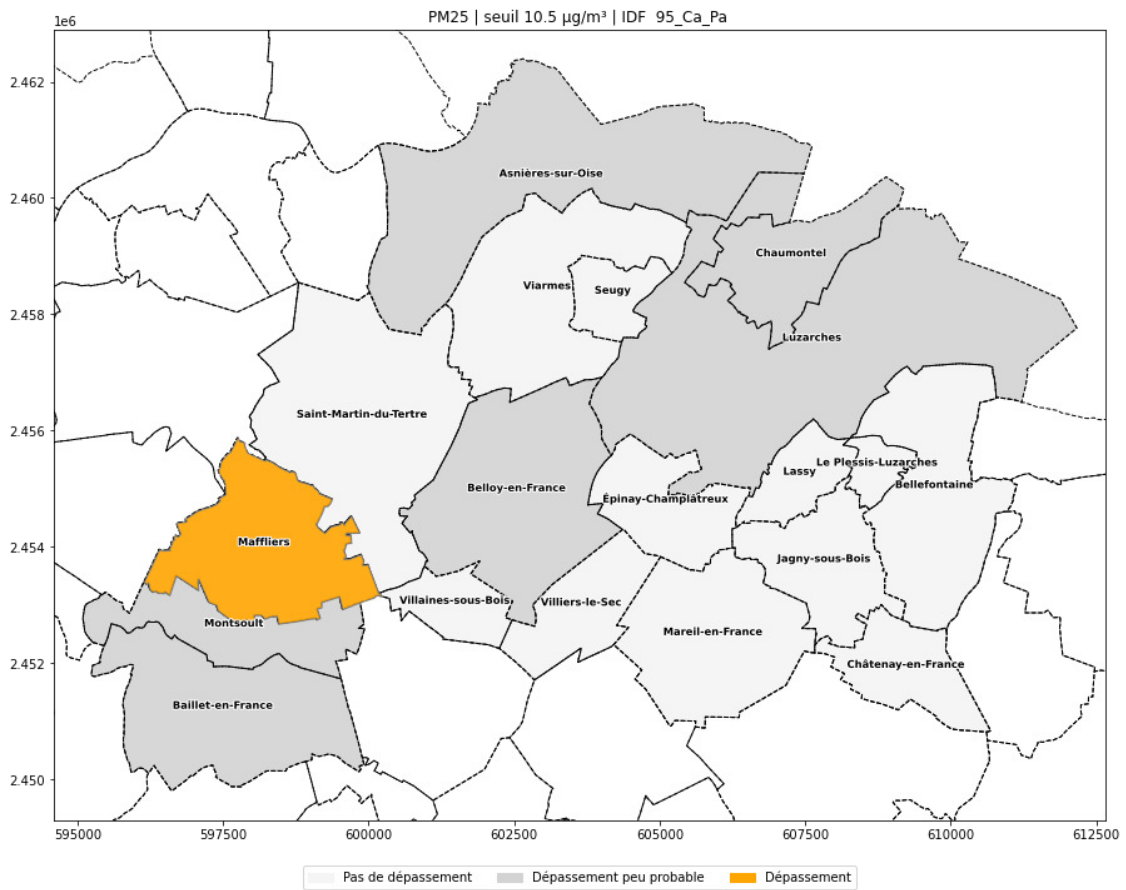 PM25 | seuil 10.5 µg/m³ | IDF  95_Ca_Pa
1e6
2.462
2.460
2.458
2.456
2.454
2.452
2.450
Asnières-sur-Oise
Chaumontel
Viarmes
Seugy
Luzarches
Saint-Martin-du-Tertre
Le Plessis-Luzarches
Lassy
Bellefontaine
Belloy-en-France
Épinay-Champlâtreux
Maffliers
Jagny-sous-Bois
Villaines-sous-Bois
Villiers-le-Sec
Montsoult
Mareil-en-France
Châtenay-en-France
Baillet-en-France
595000 597500 600000 602500 605000 607500 610000 612500
Pas de dépassement Dépassement peu probable Dépassement